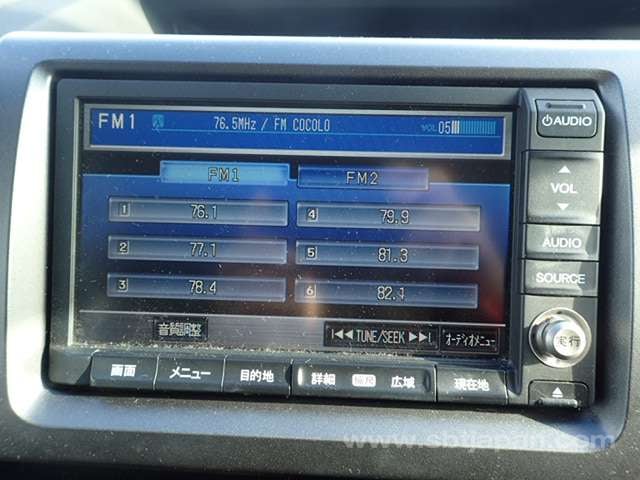 FM1 76.5MHz / FM COCOLO VOL 05
FM1 FM2
1 76.1 4 79.9
2 77.1 5 81.3
3 78.4 6 82.1
音質調整 TUNE/SEEK オーディオメニュー
画面 メニュー 目的地 詳細 広域 現在地
AUDIO
VOL
AUDIO
SOURCE
実行
www.sbtjapan.com